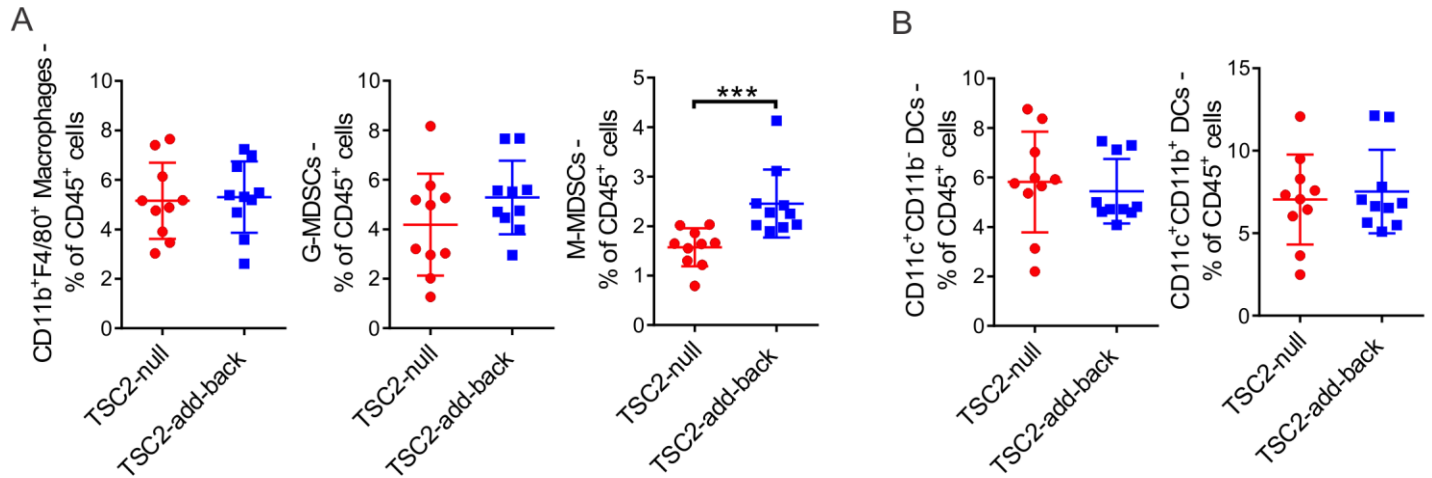 A
CD11b⁺F4/80⁺ Macrophages -
% of CD45⁺ cells
10
8
6
4
2
0
TSC2-null
TSC2-add-back
G-MDSCs -
% of CD45⁺ cells
10
8
6
4
2
0
TSC2-null
TSC2-add-back
M-MDSCs -
% of CD45⁺ cells
5
4
3
2
1
0
***
TSC2-null
TSC2-add-back
B
CD11c⁺CD11b⁻ DCs -
% of CD45⁺ cells
10
8
6
4
2
0
TSC2-null
TSC2-add-back
CD11c⁺CD11b⁺ DCs -
% of CD45⁺ cells
15
10
5
0
TSC2-null
TSC2-add-back